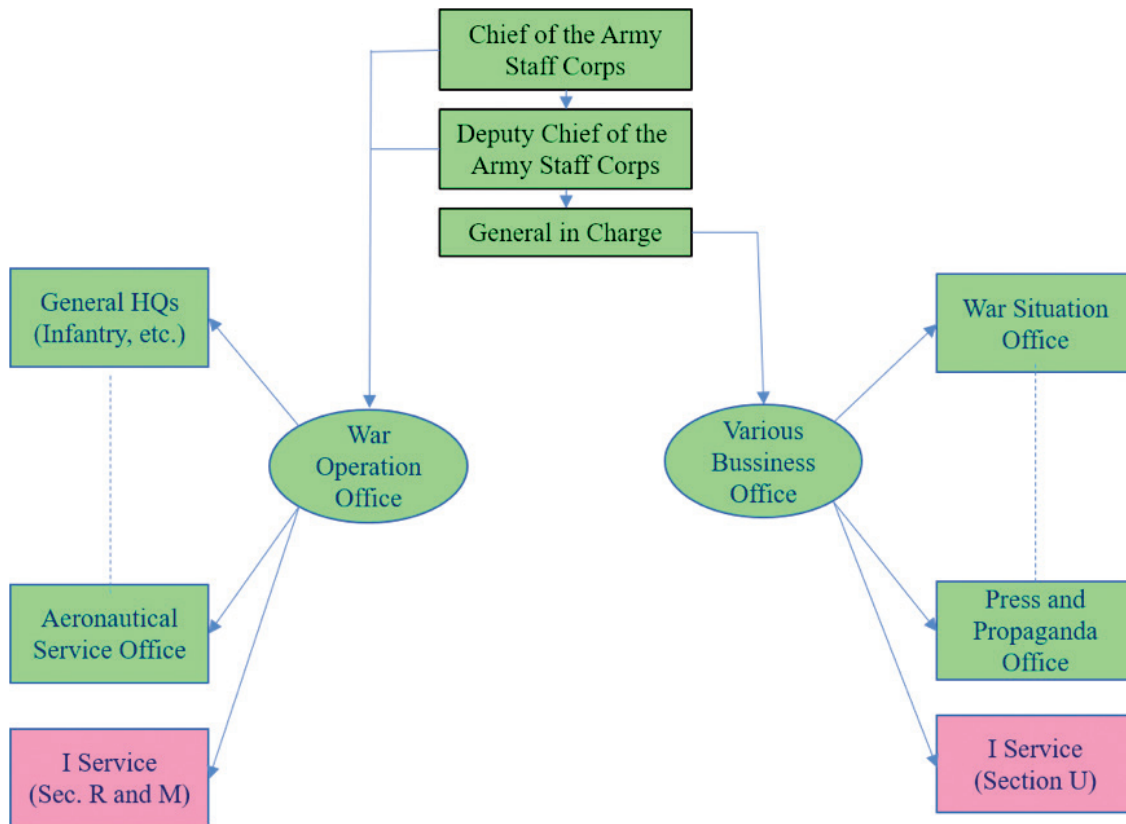 Chief of the Army
Staff Corps
Deputy Chief of the
Army Staff Corps
General in Charge
General HQs
(Infantry, etc.)
War Situation
Office
War
Operation
Office
Various
Bussiness
Office
Aeronautical
Service Office
Press and
Propaganda
Office
I Service
(Sec. R and M)
I Service
(Section U)